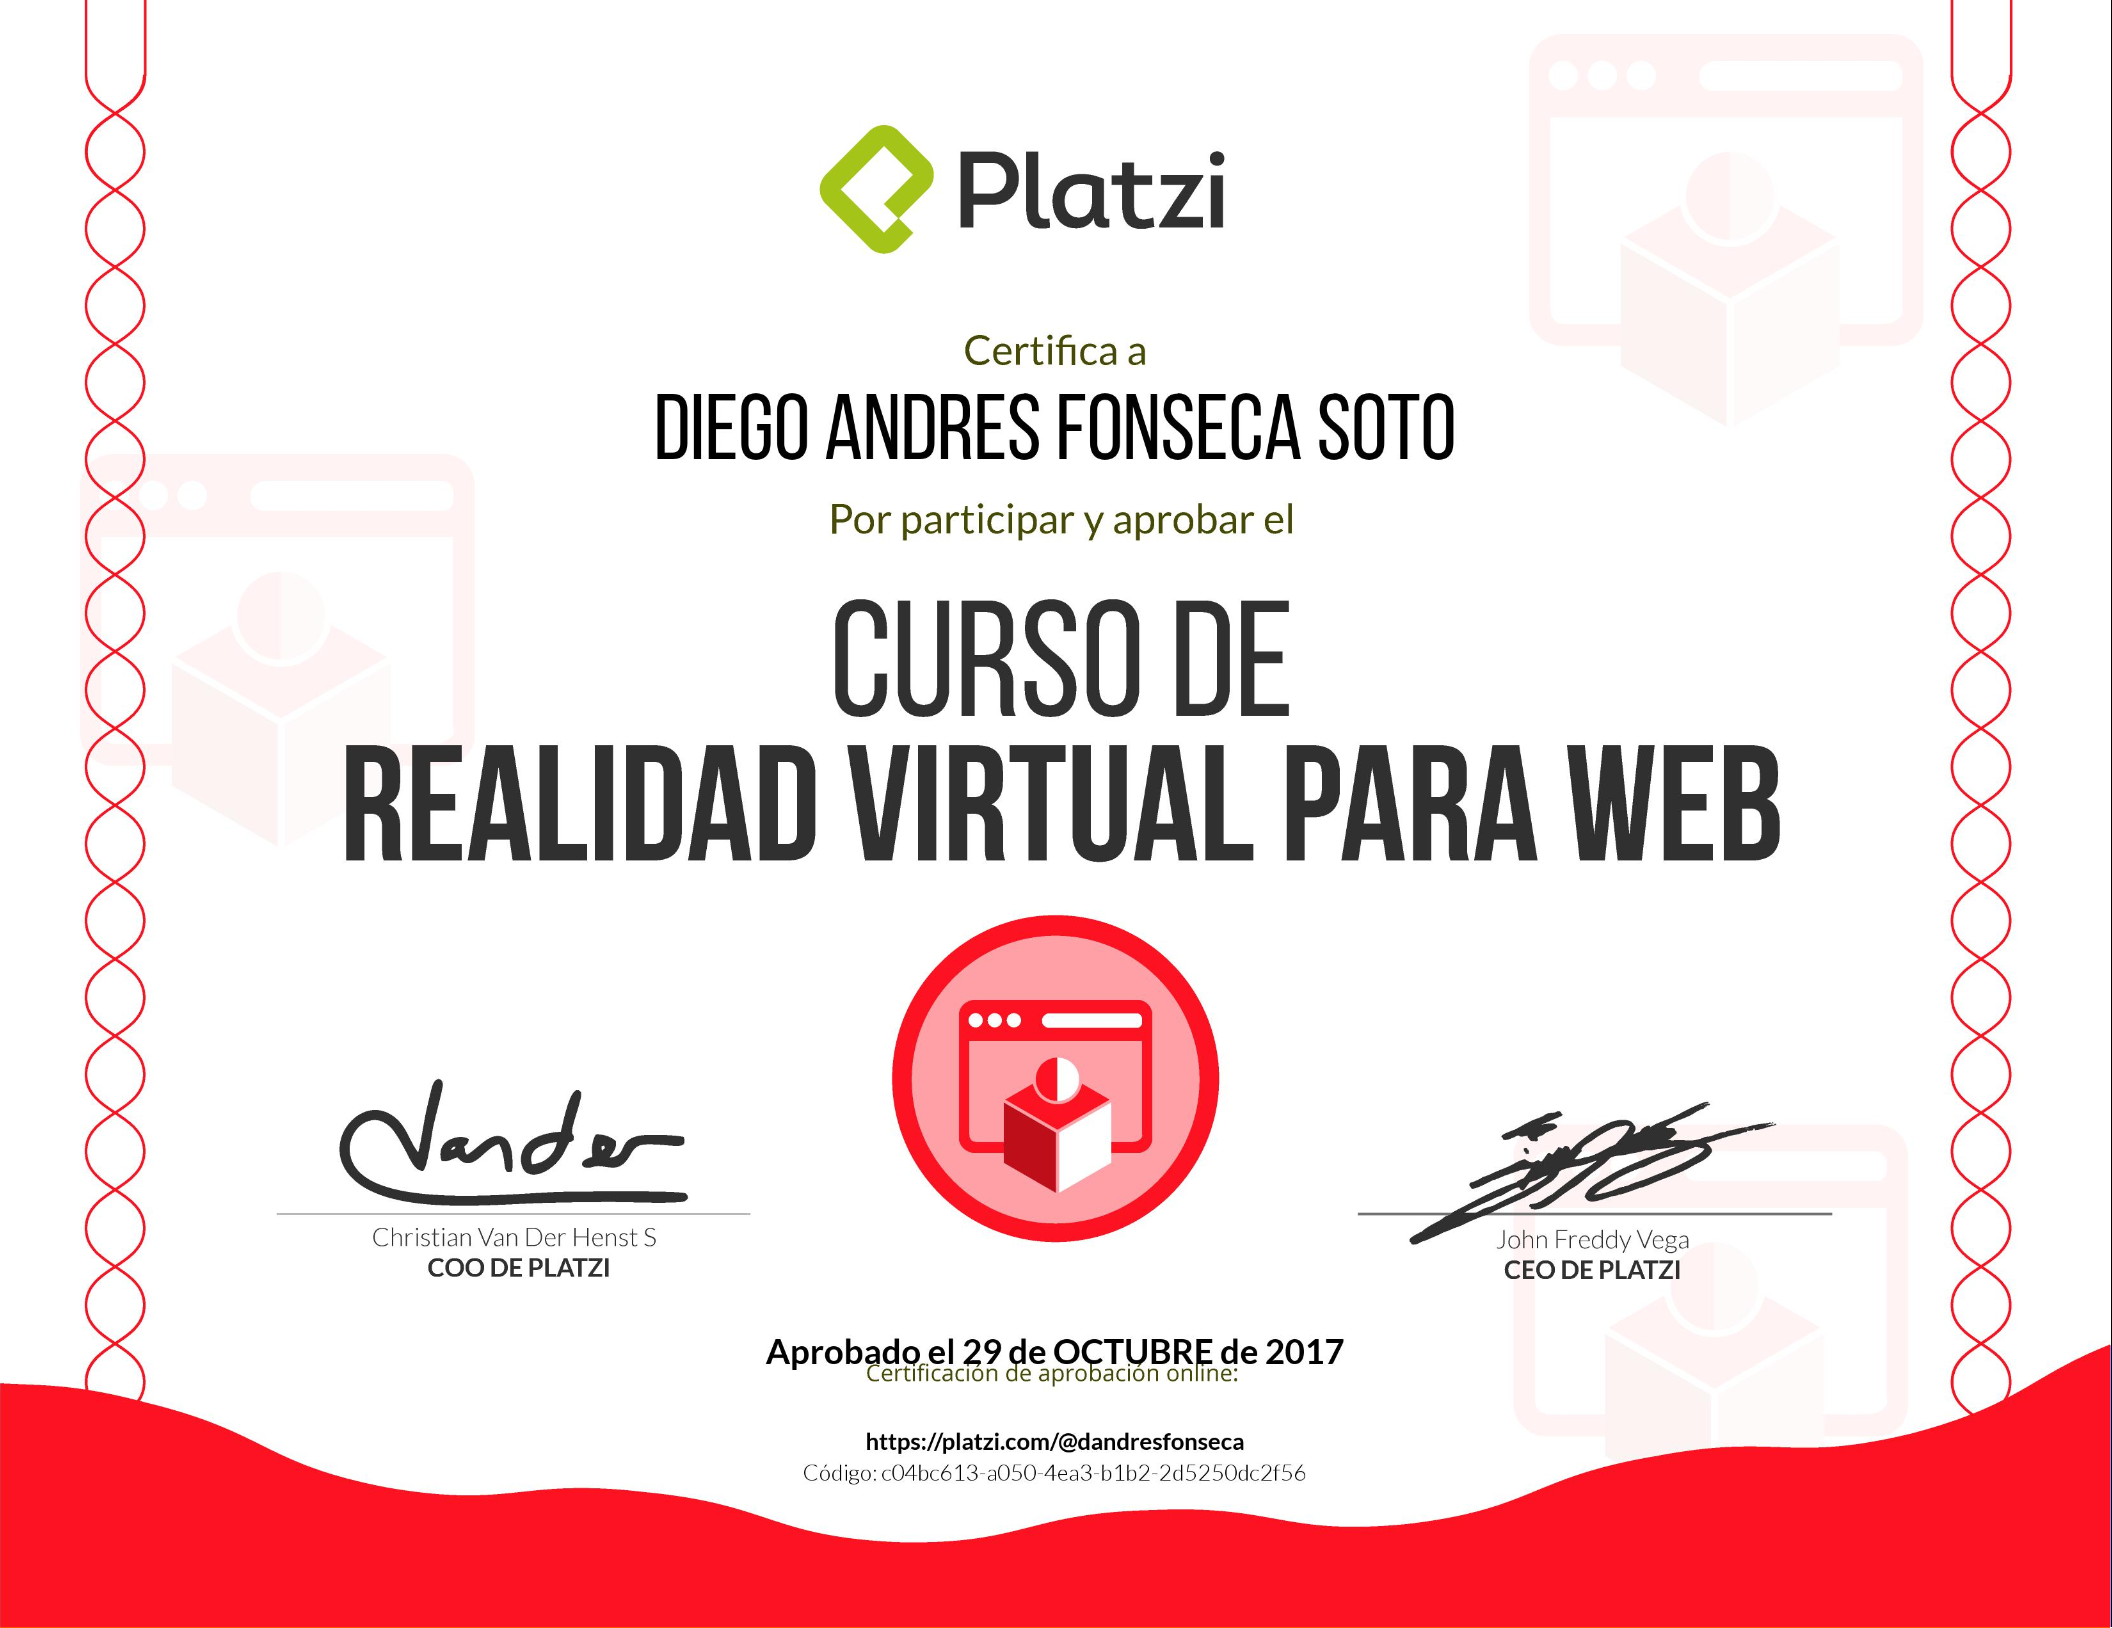 Platzi
Certifica a
DIEGO ANDRES FONSECA SOTO
Por participar y aprobar el
CURSO DE
REALIDAD VIRTUAL PARA WEB
Vander
Christian Van Der Henst S
COO DE PLATZI
John Freddy Vega
CEO DE PLATZI
Aprobado el 29 de OCTUBRE de 2017
Certificación de aprobación online:
https://platzi.com/@dandresfonseca
Código: c04bc613-a050-4ea3-b1b2-2d5250dc2f56